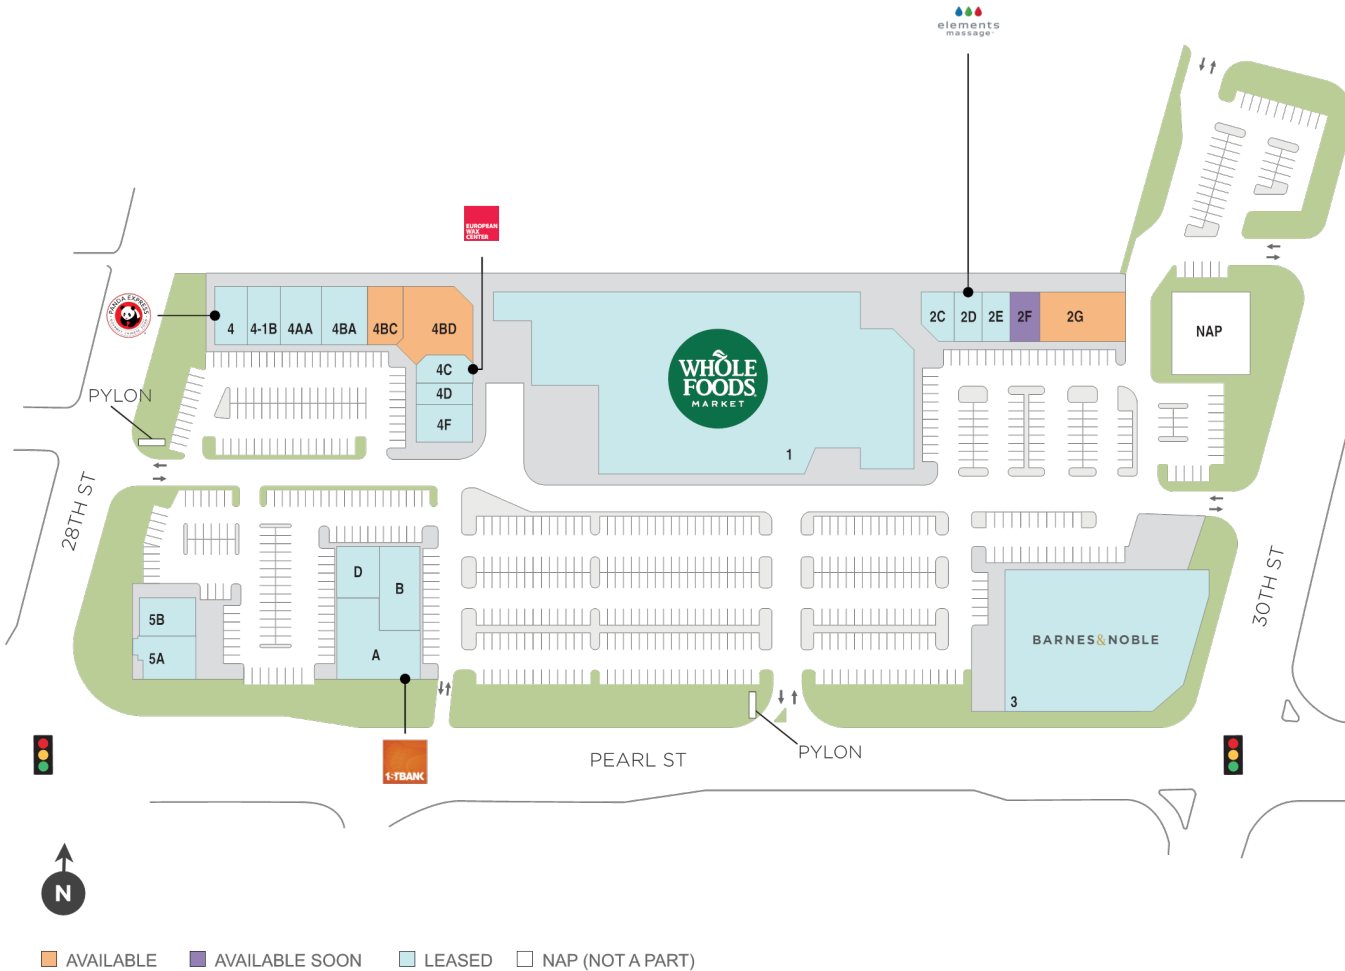 elements
massage
EUROPEAN
WAX
CENTER
PANDA EXPRESS
4
4-1B
4AA
4BA
4BC
4BD
4C
4D
4F
WHOLE
FOODS
MARKET
1
2C
2D
2E
2F
2G
NAP
PYLON
28TH ST
30TH ST
D
B
A
5B
5A
BARNES&NOBLE
3
1STBANK
PEARL ST
PYLON
N
AVAILABLE
AVAILABLE SOON
LEASED
NAP (NOT A PART)